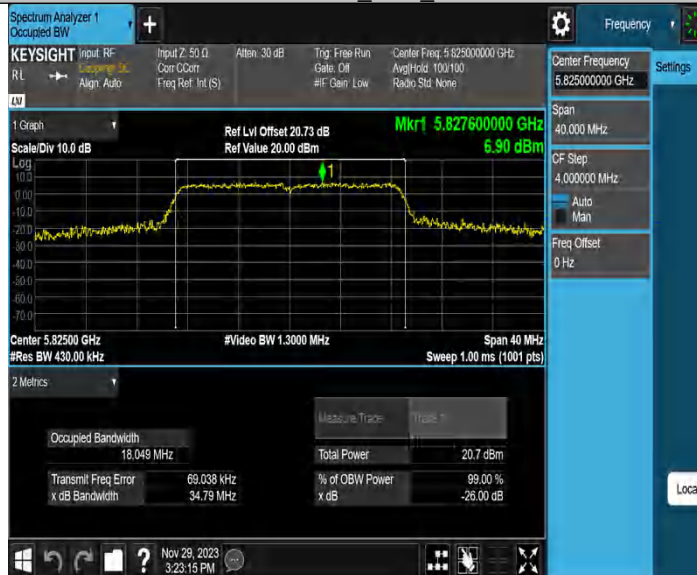 Spectrum Analyzer 1
Occupied BW
+
Frequency
KEYSIGHT Input: RF
RL
Coupling: DC
Align: Auto
Input Z: 50 Ω
Corr CCorr
Freq Ref: Int (S)
Atten: 30 dB
Trig: Free Run
Gate: Off
#IF Gain: Low
Center Freq: 5.825000000 GHz
Avg|Hold: 100/100
Radio Std: None
LXI
Center Frequency
5.825000000 GHz
Settings
Span
40.000 MHz
CF Step
4.000000 MHz
Auto
Man
Freq Offset
0 Hz
Local
1 Graph
Scale/Div 10.0 dB
Ref Lvl Offset 20.73 dB
Ref Value 20.00 dBm
Mkr1 5.827600000 GHz
6.90 dBm
Log
10.0
0.00
-10.0
-20.0
-30.0
-40.0
-50.0
-60.0
-70.0
1
Center 5.82500 GHz
#Res BW 430.00 kHz
#Video BW 1.3000 MHz
Span 40 MHz
Sweep 1.00 ms (1001 pts)
2 Metrics
Measure Trace
Trace 1
Occupied Bandwidth
18.049 MHz
Total Power
20.7 dBm
Transmit Freq Error
69.038 kHz
% of OBW Power
99.00 %
x dB Bandwidth
34.79 MHz
x dB
-26.00 dB
?
Nov 29, 2023
3:23:15 PM